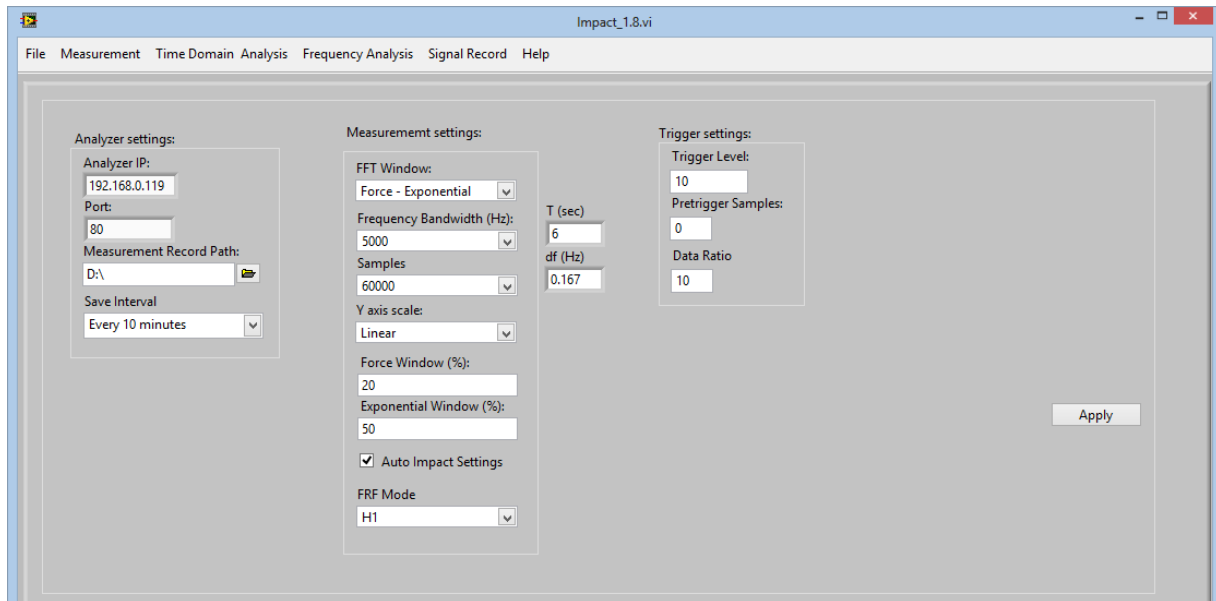 Impact_1.8.vi
File Measurement Time Domain Analysis Frequency Analysis Signal Record Help
Analyzer settings:
Analyzer IP:
192.168.0.119
Port:
80
Measurement Record Path:
D:\
Save Interval
Every 10 minutes
Measurememt settings:
FFT Window:
Force - Exponential
Frequency Bandwidth (Hz):
5000
Samples
60000
Y axis scale:
Linear
Force Window (%):
20
Exponential Window (%):
50
Auto Impact Settings
FRF Mode
H1
T (sec)
6
df (Hz)
0.167
Trigger settings:
Trigger Level:
10
Pretrigger Samples:
0
Data Ratio
10
Apply